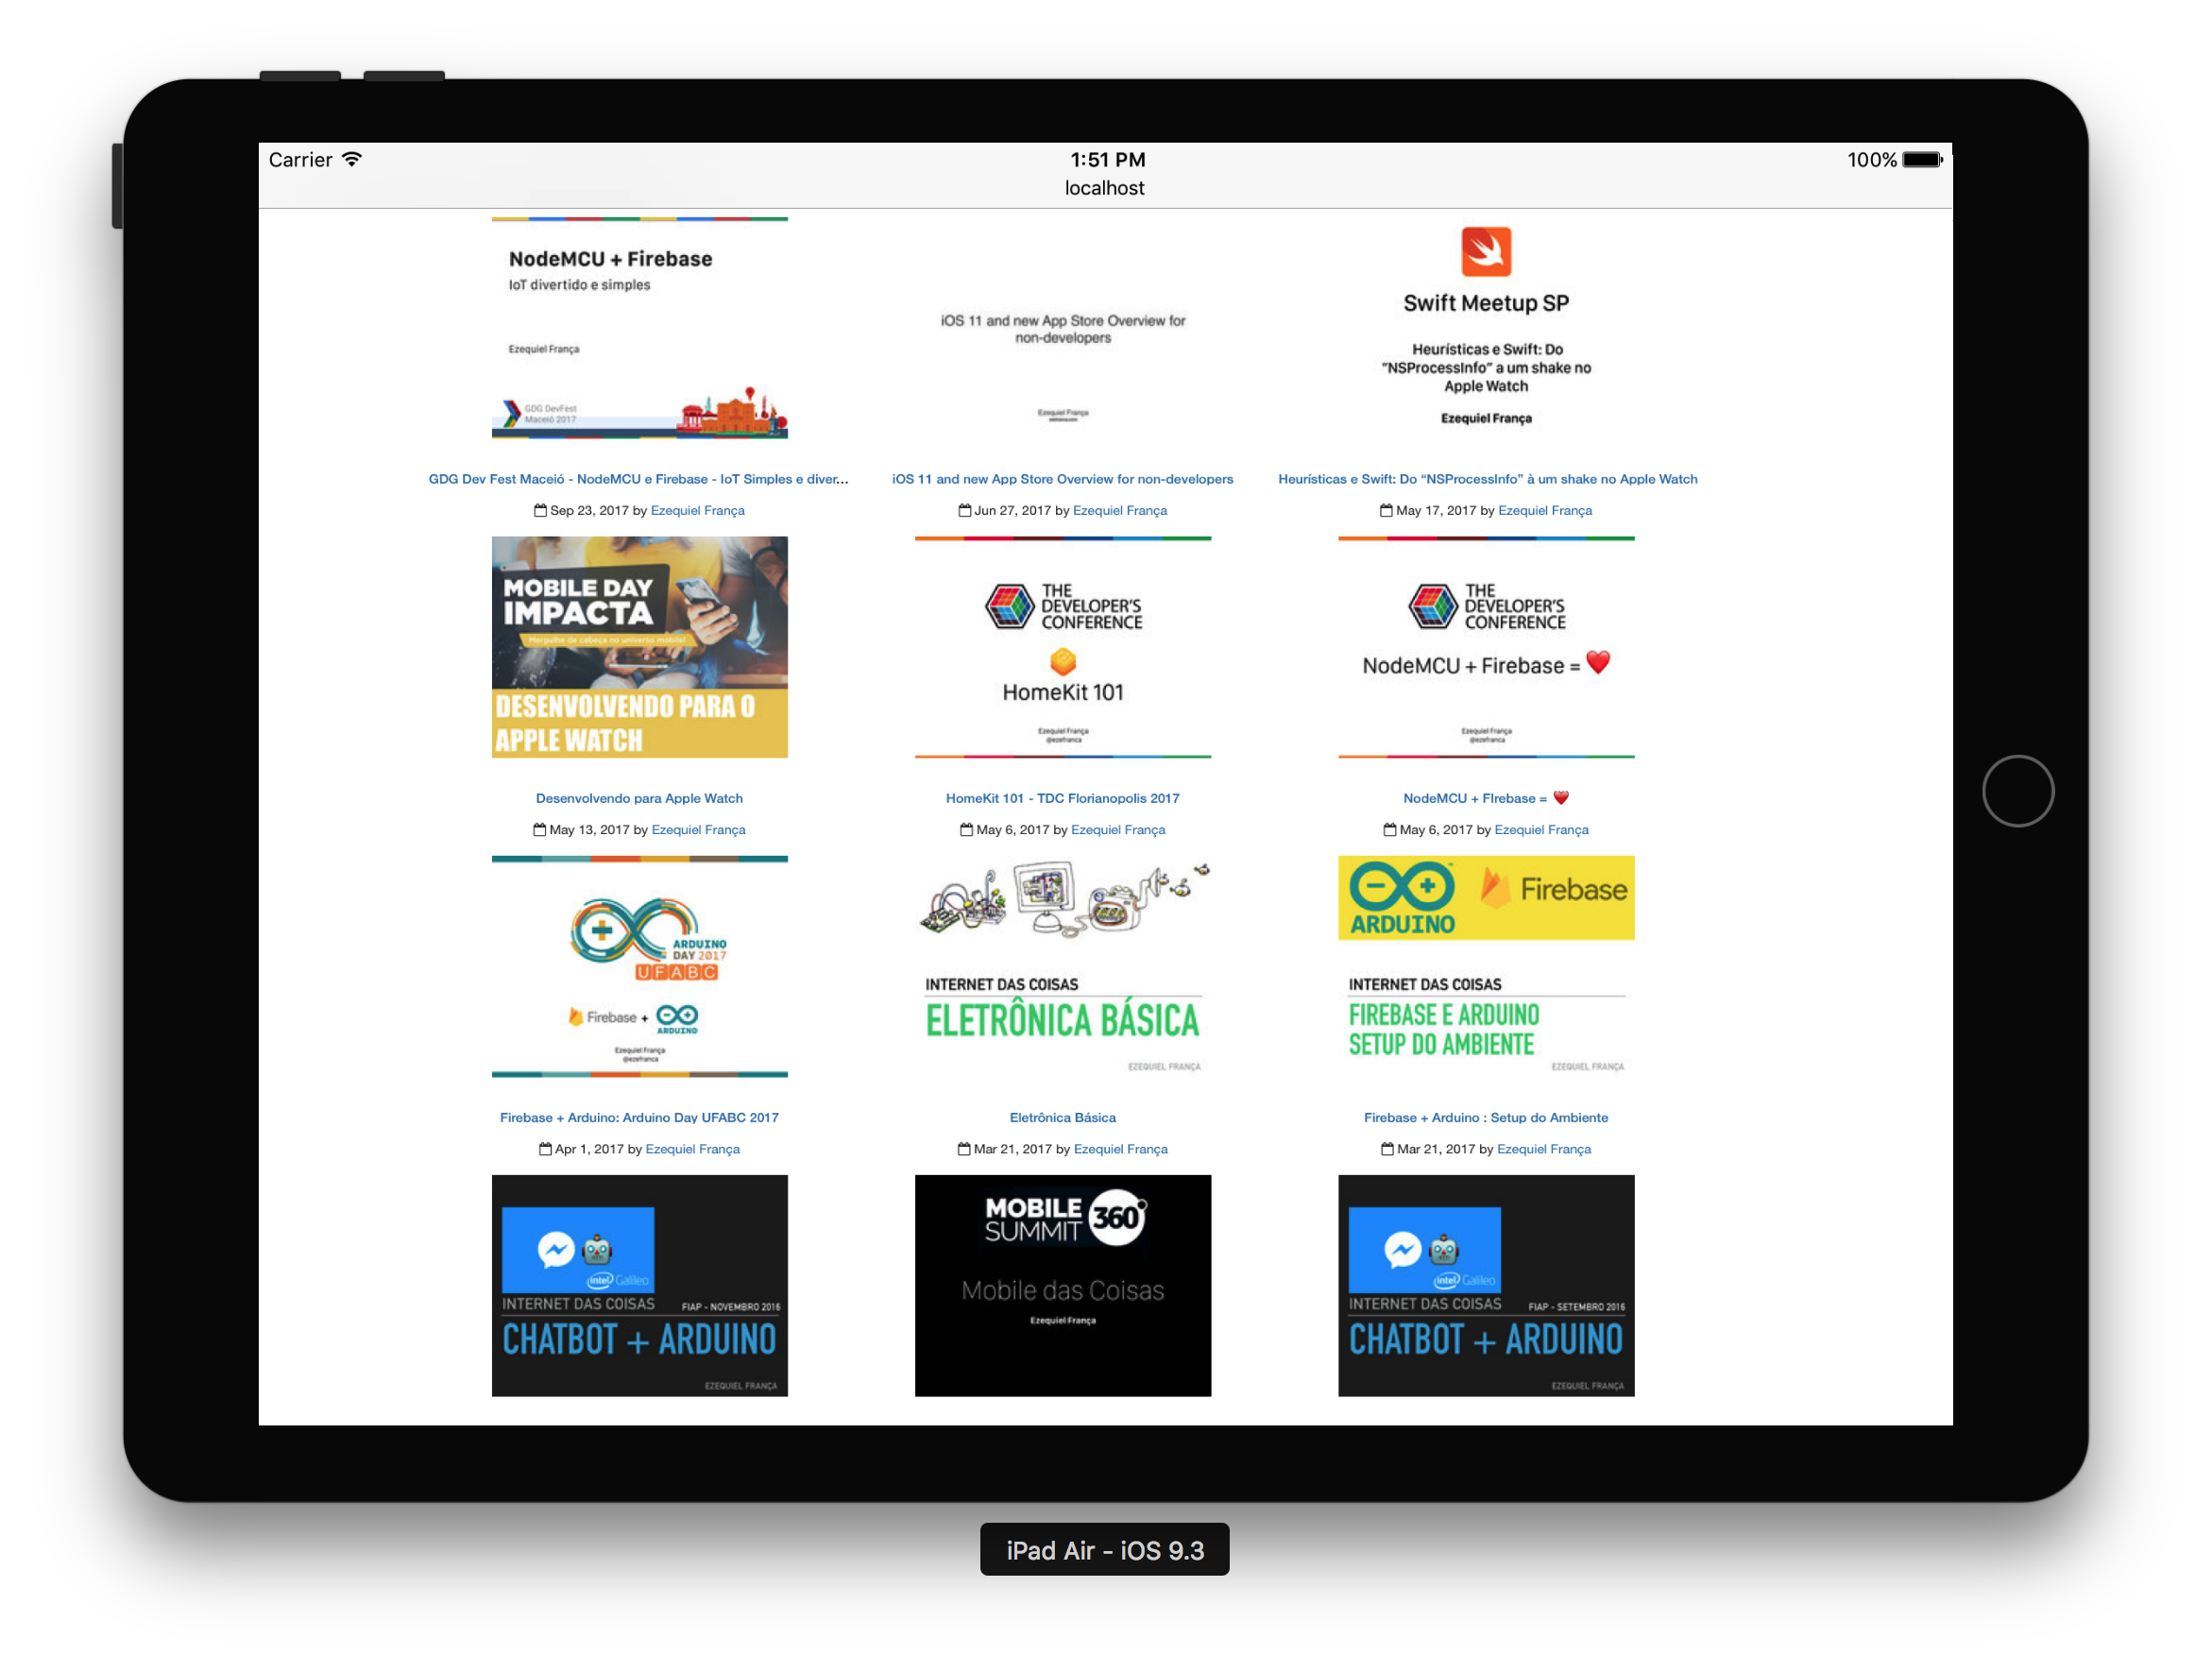 Carrier
1:51 PM
100%
localhost
NodeMCU + Firebase
IoT divertido e simples
Ezequiel França
GDG DevFest
Maceió 2017
iOS 11 and new App Store Overview for
non-developers
Ezequiel França
Swift Meetup SP
Heurísticas e Swift: Do
"NSProcessInfo" a um shake no
Apple Watch
Ezequiel França
GDG Dev Fest Maceió - NodeMCU e Firebase - IoT Simples e diver...
Sep 23, 2017 by Ezequiel França
iOS 11 and new App Store Overview for non-developers
Jun 27, 2017 by Ezequiel França
Heurísticas e Swift: Do “NSProcessInfo” à um shake no Apple Watch
May 17, 2017 by Ezequiel França
MOBILE DAY
IMPACTA
Mergulhe de cabeça no universo mobile!
DESENVOLVENDO PARA O
APPLE WATCH
THE
DEVELOPER'S
CONFERENCE
HomeKit 101
Ezequiel França
@ezefranca
THE
DEVELOPER'S
CONFERENCE
NodeMCU + Firebase = ❤️
Ezequiel França
@ezefranca
Desenvolvendo para Apple Watch
May 13, 2017 by Ezequiel França
HomeKit 101 - TDC Florianopolis 2017
May 6, 2017 by Ezequiel França
NodeMCU + FIrebase = ❤️
May 6, 2017 by Ezequiel França
ARDUINO
DAY 2017
UFABC
Firebase +
ARDUINO
Ezequiel França
@ezefranca
INTERNET DAS COISAS
ELETRÔNICA BÁSICA
EZEQUIEL FRANÇA
ARDUINO
Firebase
INTERNET DAS COISAS
FIREBASE E ARDUINO
SETUP DO AMBIENTE
EZEQUIEL FRANÇA
Firebase + Arduino: Arduino Day UFABC 2017
Apr 1, 2017 by Ezequiel França
Eletrônica Básica
Mar 21, 2017 by Ezequiel França
Firebase + Arduino : Setup do Ambiente
Mar 21, 2017 by Ezequiel França
intel Galileo
INTERNET DAS COISAS
FIAP - NOVEMBRO 2016
CHATBOT + ARDUINO
EZEQUIEL FRANÇA
MOBILE
SUMMIT
360°
Mobile das Coisas
Ezequiel França
intel Galileo
INTERNET DAS COISAS
FIAP - SETEMBRO 2016
CHATBOT + ARDUINO
EZEQUIEL FRANÇA
iPad Air - iOS 9.3